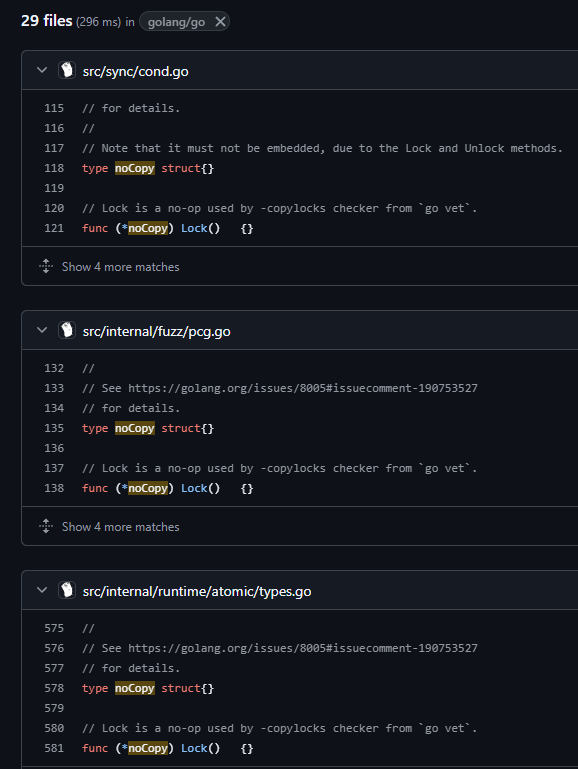 29 files (296 ms) in golang/go
src/sync/cond.go
115 // for details.
116 //
117 // Note that it must not be embedded, due to the Lock and Unlock methods.
118 type noCopy struct{}
119
120 // Lock is a no-op used by -copylocks checker from `go vet`.
121 func (*noCopy) Lock()   {}
Show 4 more matches
src/internal/fuzz/pcg.go
132 //
133 // See https://golang.org/issues/8005#issuecomment-190753527
134 // for details.
135 type noCopy struct{}
136
137 // Lock is a no-op used by -copylocks checker from `go vet`.
138 func (*noCopy) Lock()   {}
Show 4 more matches
src/internal/runtime/atomic/types.go
575 //
576 // See https://golang.org/issues/8005#issuecomment-190753527
577 // for details.
578 type noCopy struct{}
579
580 // Lock is a no-op used by -copylocks checker from `go vet`.
581 func (*noCopy) Lock()   {}